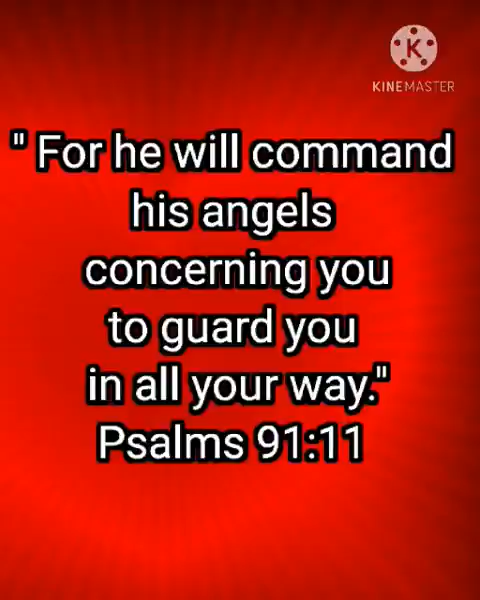 KINEMASTER
" For he will command
his angels
concerning you
to guard you
in all your way."
Psalms 91:11